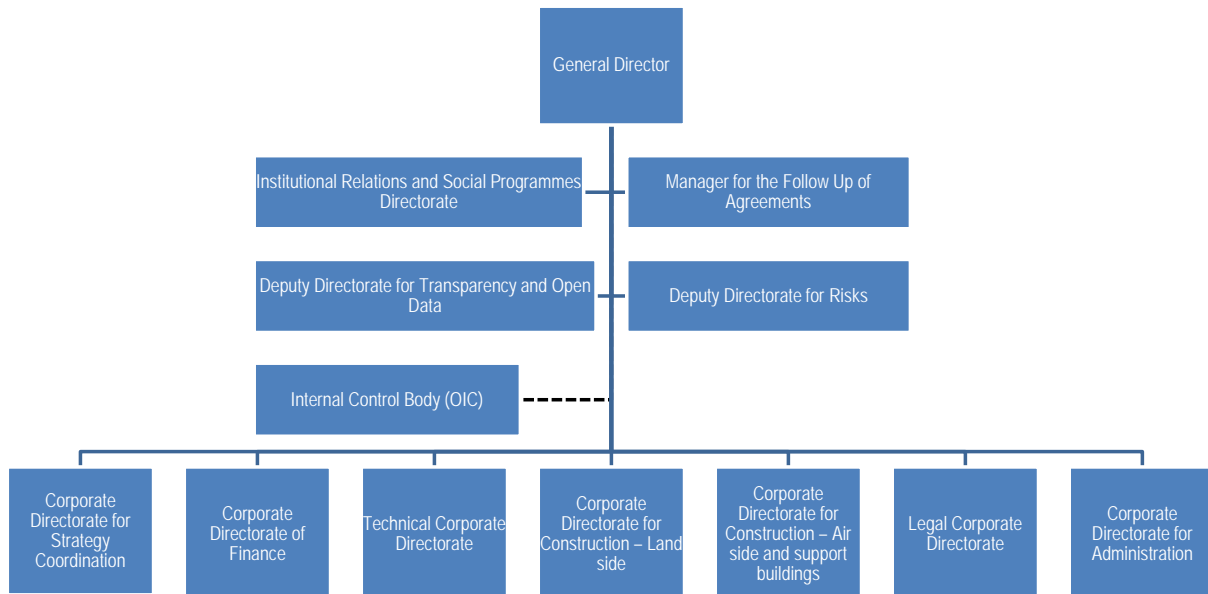 General Director
Institutional Relations and Social Programmes
Directorate
Manager for the Follow Up of
Agreements
Deputy Directorate for Transparency and Open
Data
Deputy Directorate for Risks
Internal Control Body (OIC)
Corporate
Directorate for
Strategy
Coordination
Corporate
Directorate of
Finance
Technical Corporate
Directorate
Corporate
Directorate for
Construction – Land
side
Corporate
Directorate for
Construction – Air
side and support
buildings
Legal Corporate
Directorate
Corporate
Directorate for
Administration